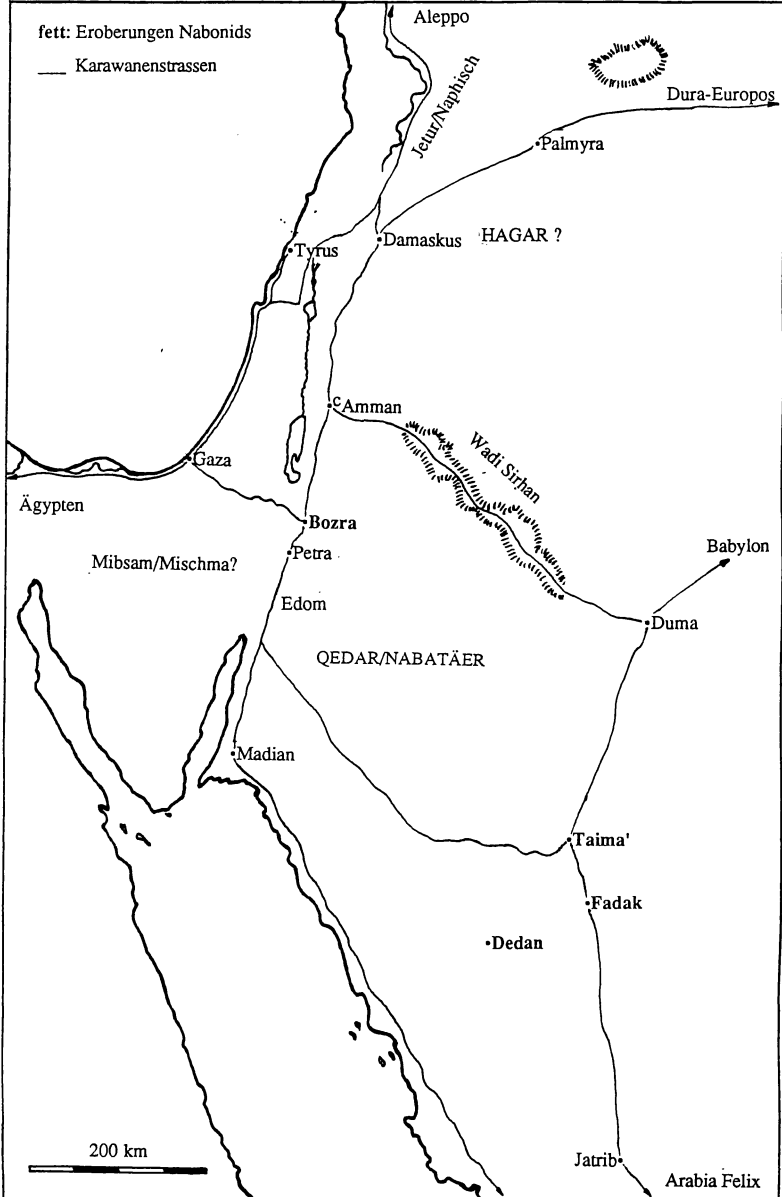 fett: Eroberungen Nabonids
Karawanenstrassen
Aleppo
Jetur/Naphisch
Dura-Europos
Palmyra
Damaskus
HAGAR ?
Tyrus
ᶜAmman
Wadi Sirhan
Gaza
Ägypten
Bozra
Petra
Mibsam/Mischma?
Edom
Babylon
Duma
QEDAR/NABATÄER
Madian
Taima'
Fadak
Dedan
200 km
Jatrib
Arabia Felix